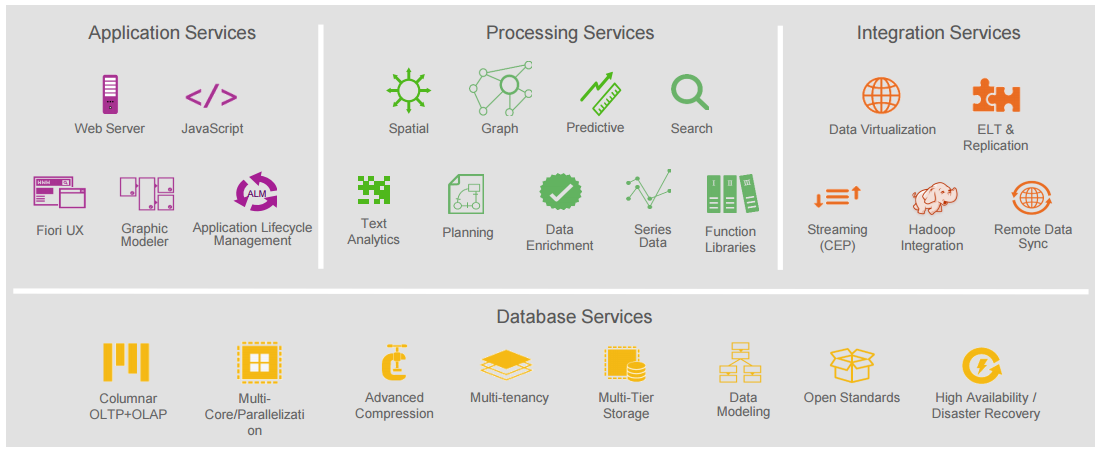 Application Services
Web Server
JavaScript
Fiori UX
Graphic
Modeler
Application Lifecycle
Management
ALM
Processing Services
Spatial
Graph
Predictive
Search
Text
Analytics
Planning
Data
Enrichment
Series
Data
Function
Libraries
Integration Services
Data Virtualization
ELT &
Replication
Streaming
(CEP)
Hadoop
Integration
Remote Data
Sync
Database Services
Columnar
OLTP+OLAP
Multi-
Core/Parallelizati
on
Advanced
Compression
Multi-tenancy
Multi-Tier
Storage
Data
Modeling
Open Standards
High Availability /
Disaster Recovery